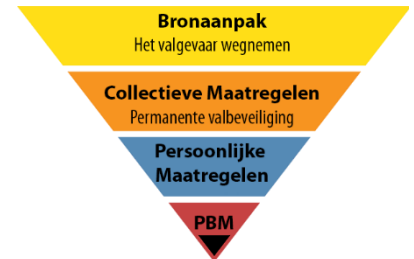 Bronaanpak
Het valgevaar wegnemen
Collectieve Maatregelen
Permanente valbeveiliging
Persoonlijke
Maatregelen
PBM